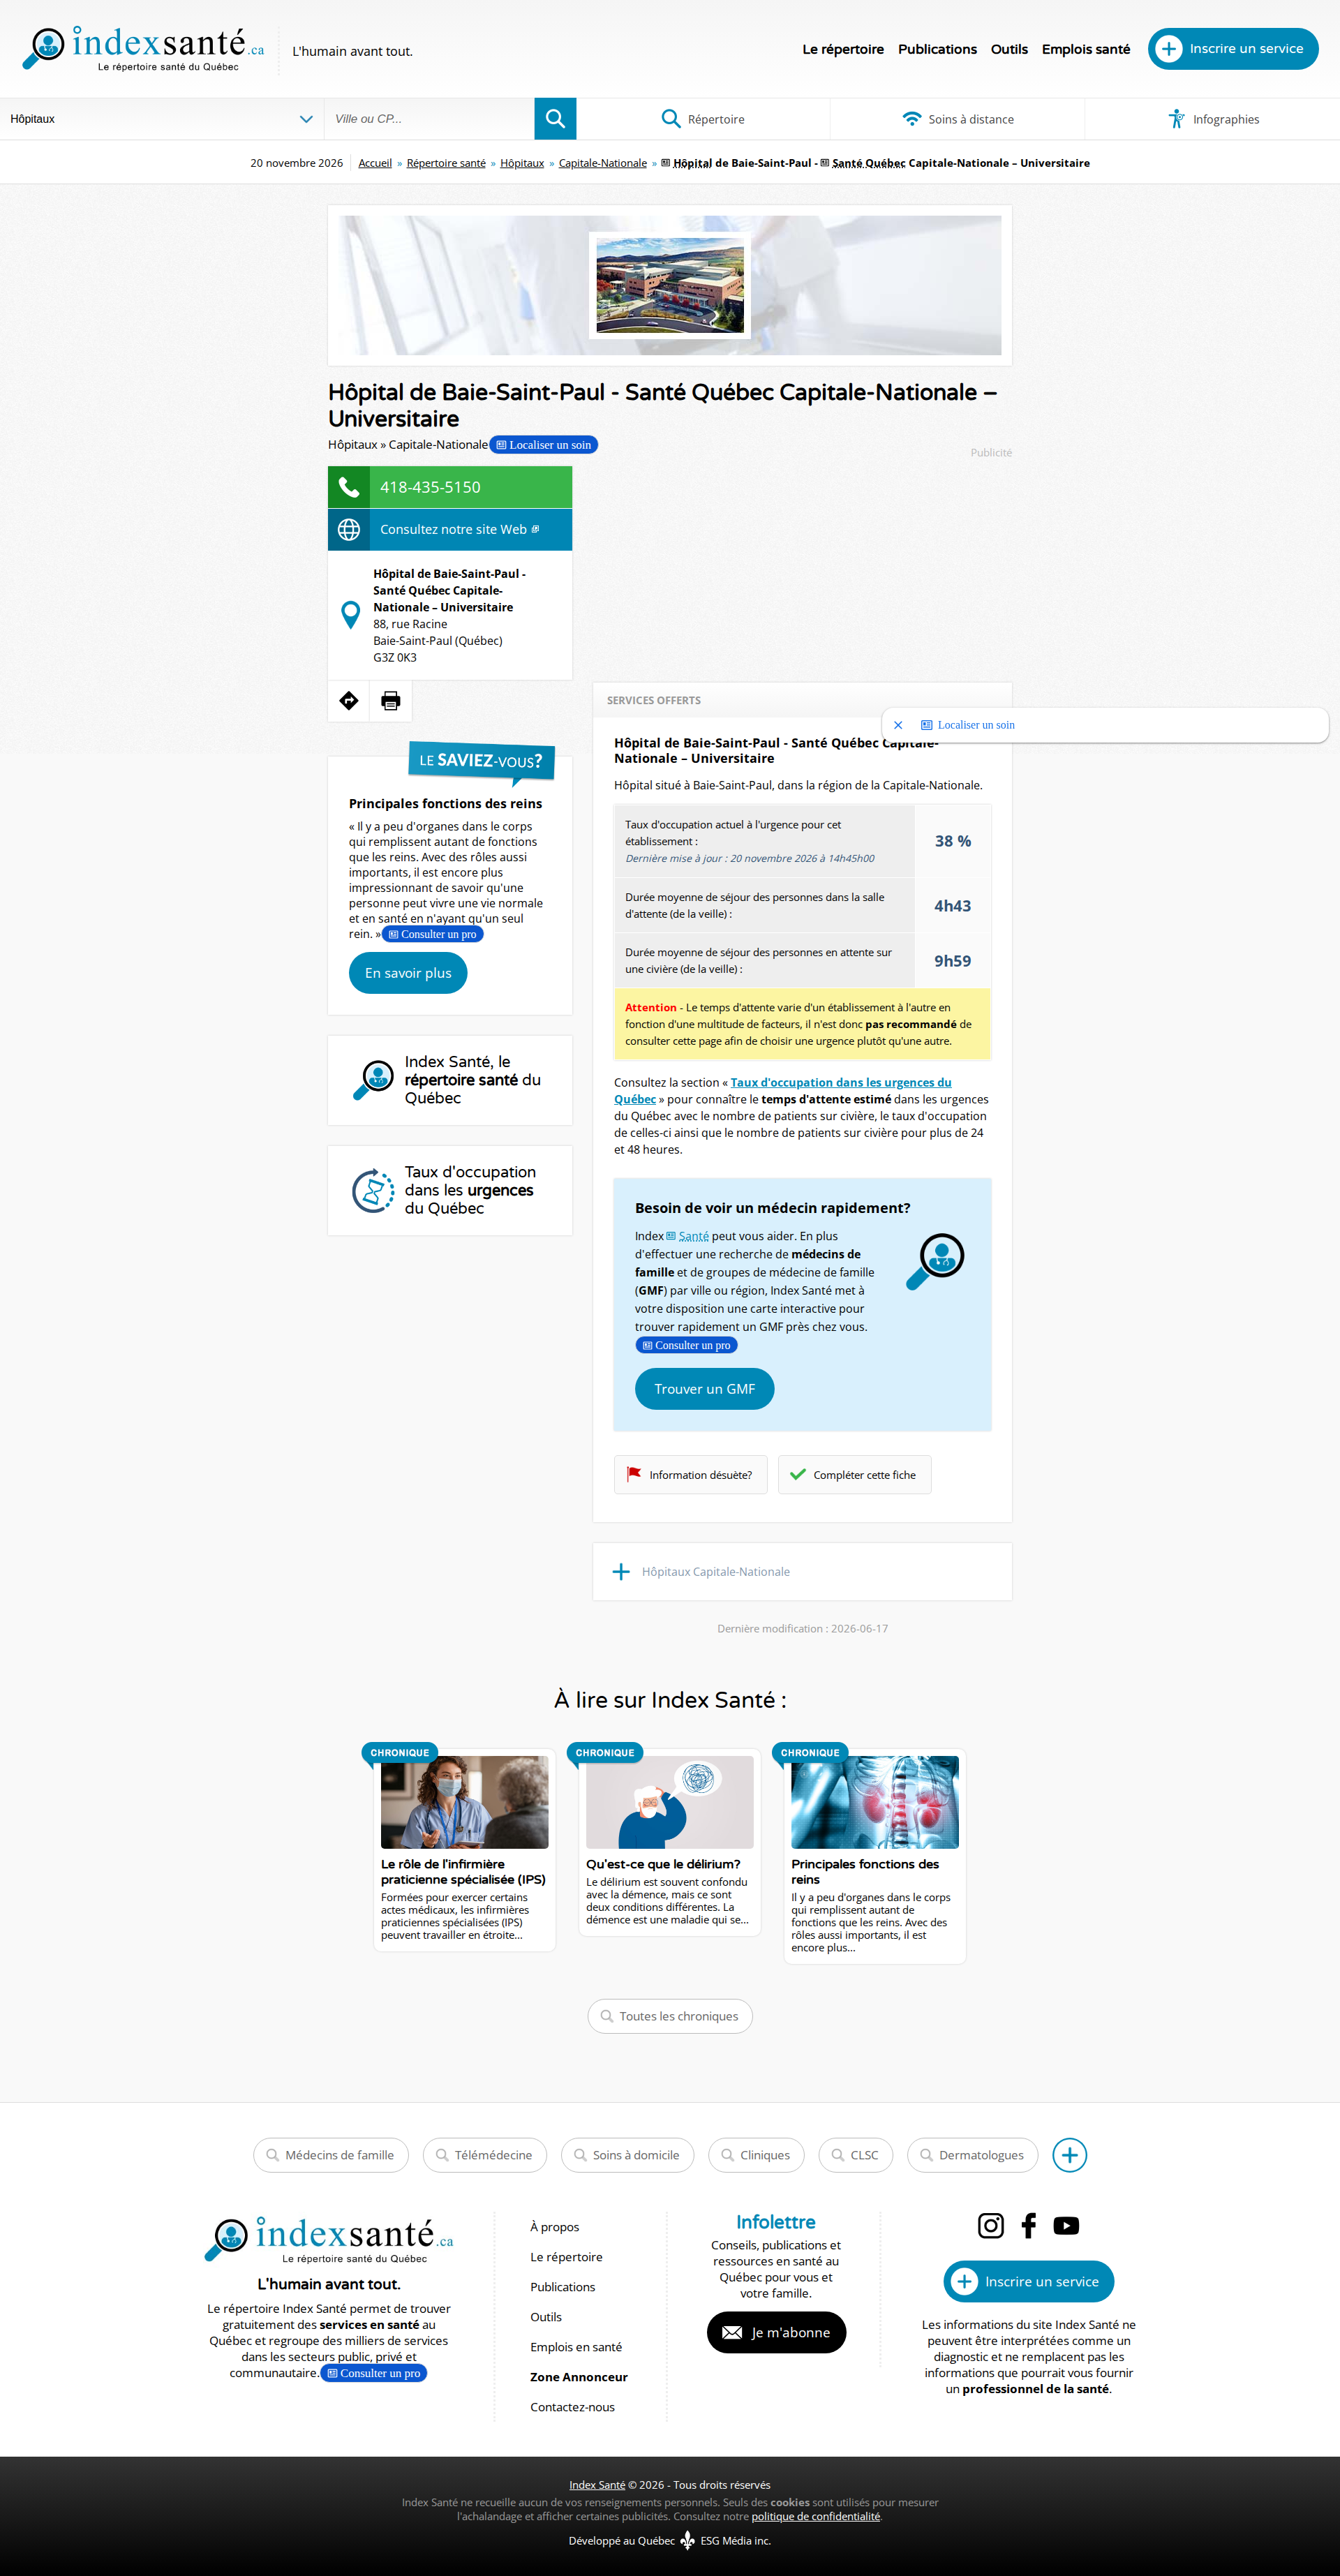 indexsanté.ca
Le répertoire santé du Québec
L'humain avant tout.
Le répertoire Publications Outils Emplois santé Inscrire un service
Hôpitaux
Ville ou CP...
Répertoire
Soins à distance
Infographies
20 novembre 2026 Accueil » Répertoire santé » Hôpitaux » Capitale-Nationale » Hôpital de Baie-Saint-Paul - Santé Québec Capitale-Nationale – Universitaire
Hôpital de Baie-Saint-Paul - Santé Québec Capitale-Nationale –
Universitaire
Hôpitaux » Capitale-Nationale Localiser un soin
Publicité
418-435-5150
Consultez notre site Web
Hôpital de Baie-Saint-Paul -
Santé Québec Capitale-
Nationale – Universitaire
88, rue Racine
Baie-Saint-Paul (Québec)
G3Z 0K3
LE SAVIEZ-VOUS?
Principales fonctions des reins
« Il y a peu d'organes dans le corps
qui remplissent autant de fonctions
que les reins. Avec des rôles aussi
importants, il est encore plus
impressionnant de savoir qu'une
personne peut vivre une vie normale
et en santé en n'ayant qu'un seul
rein. » Consulter un pro
En savoir plus
Index Santé, le
répertoire santé du
Québec
Taux d'occupation
dans les urgences
du Québec
SERVICES OFFERTS
Localiser un soin
Hôpital de Baie-Saint-Paul - Santé Québec Capitale-
Nationale – Universitaire
Hôpital situé à Baie-Saint-Paul, dans la région de la Capitale-Nationale.
Taux d'occupation actuel à l'urgence pour cet
établissement :
Dernière mise à jour : 20 novembre 2026 à 14h45h00
38 %
Durée moyenne de séjour des personnes dans la salle
d'attente (de la veille) :
4h43
Durée moyenne de séjour des personnes en attente sur
une civière (de la veille) :
9h59
Attention - Le temps d'attente varie d'un établissement à l'autre en
fonction d'une multitude de facteurs, il n'est donc pas recommandé de
consulter cette page afin de choisir une urgence plutôt qu'une autre.
Consultez la section « Taux d'occupation dans les urgences du
Québec » pour connaître le temps d'attente estimé dans les urgences
du Québec avec le nombre de patients sur civière, le taux d'occupation
de celles-ci ainsi que le nombre de patients sur civière pour plus de 24
et 48 heures.
Besoin de voir un médecin rapidement?
Index Santé peut vous aider. En plus
d'effectuer une recherche de médecins de
famille et de groupes de médecine de famille
(GMF) par ville ou région, Index Santé met à
votre disposition une carte interactive pour
trouver rapidement un GMF près chez vous.
Consulter un pro
Trouver un GMF
Information désuète?
Compléter cette fiche
Hôpitaux Capitale-Nationale
Dernière modification : 2026-06-17
À lire sur Index Santé :
CHRONIQUE
Le rôle de l'infirmière
praticienne spécialisée (IPS)
Formées pour exercer certains
actes médicaux, les infirmières
praticiennes spécialisées (IPS)
peuvent travailler en étroite...
CHRONIQUE
Qu'est-ce que le délirium?
Le délirium est souvent confondu
avec la démence, mais ce sont
deux conditions différentes. La
démence est une maladie qui se...
CHRONIQUE
Principales fonctions des
reins
Il y a peu d'organes dans le corps
qui remplissent autant de
fonctions que les reins. Avec des
rôles aussi importants, il est
encore plus...
Toutes les chroniques
Médecins de famille
Télémédecine
Soins à domicile
Cliniques
CLSC
Dermatologues
indexsanté.ca
Le répertoire santé du Québec
L'humain avant tout.
Le répertoire Index Santé permet de trouver
gratuitement des services en santé au
Québec et regroupe des milliers de services
dans les secteurs public, privé et
communautaire. Consulter un pro
À propos
Le répertoire
Publications
Outils
Emplois en santé
Zone Annonceur
Contactez-nous
Infolettre
Conseils, publications et
ressources en santé au
Québec pour vous et
votre famille.
Je m'abonne
Inscrire un service
Les informations du site Index Santé ne
peuvent être interprétées comme un
diagnostic et ne remplacent pas les
informations que pourrait vous fournir
un professionnel de la santé.
Index Santé © 2026 - Tous droits réservés
Index Santé ne recueille aucun de vos renseignements personnels. Seuls des cookies sont utilisés pour mesurer
l'achalandage et afficher certaines publicités. Consultez notre politique de confidentialité.
Développé au Québec ESG Média inc.